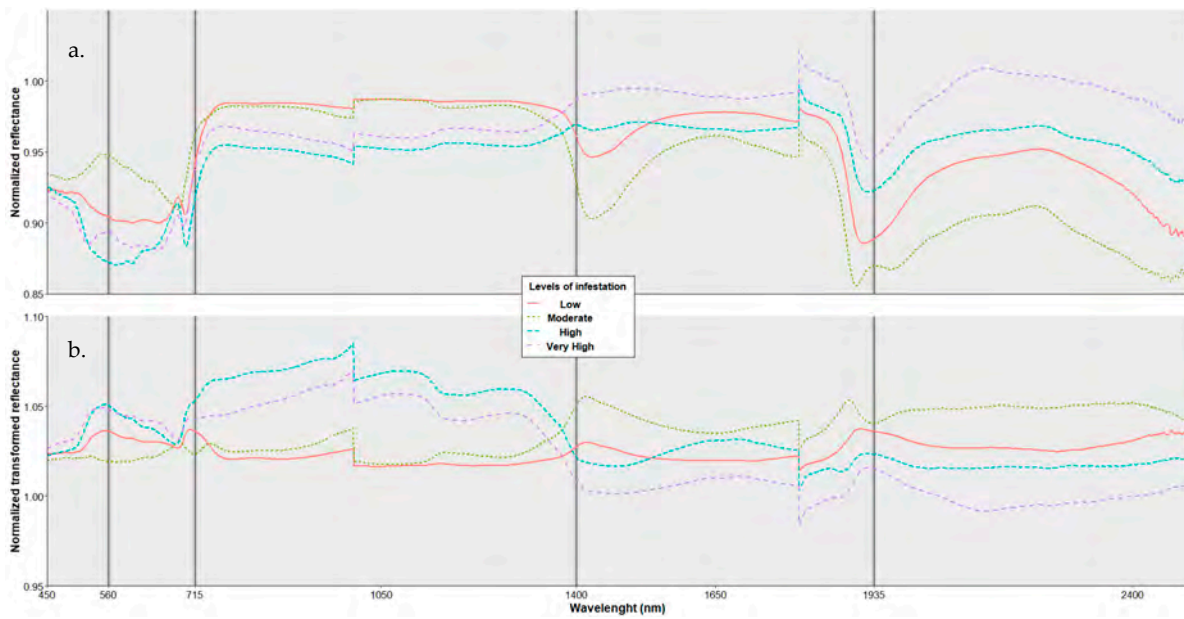 a.
Normalized reflectance
1.00
0.95
0.90
0.85
Levels of infestation
Low
Moderate
High
Very High
b.
Normalized transformed reflectance
1.10
1.05
1.00
0.95
450
560
715
1050
1400
1650
1935
2400
Wavelenght (nm)